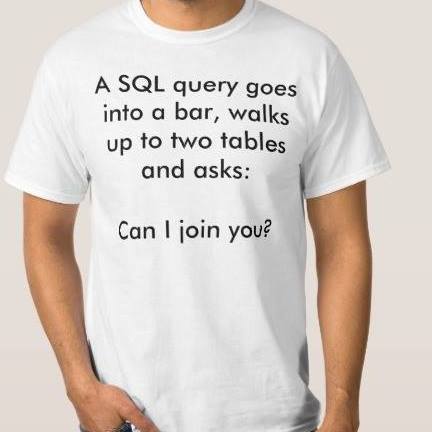 A SQL query goes
into a bar, walks
up to two tables
and asks:
Can I join you?